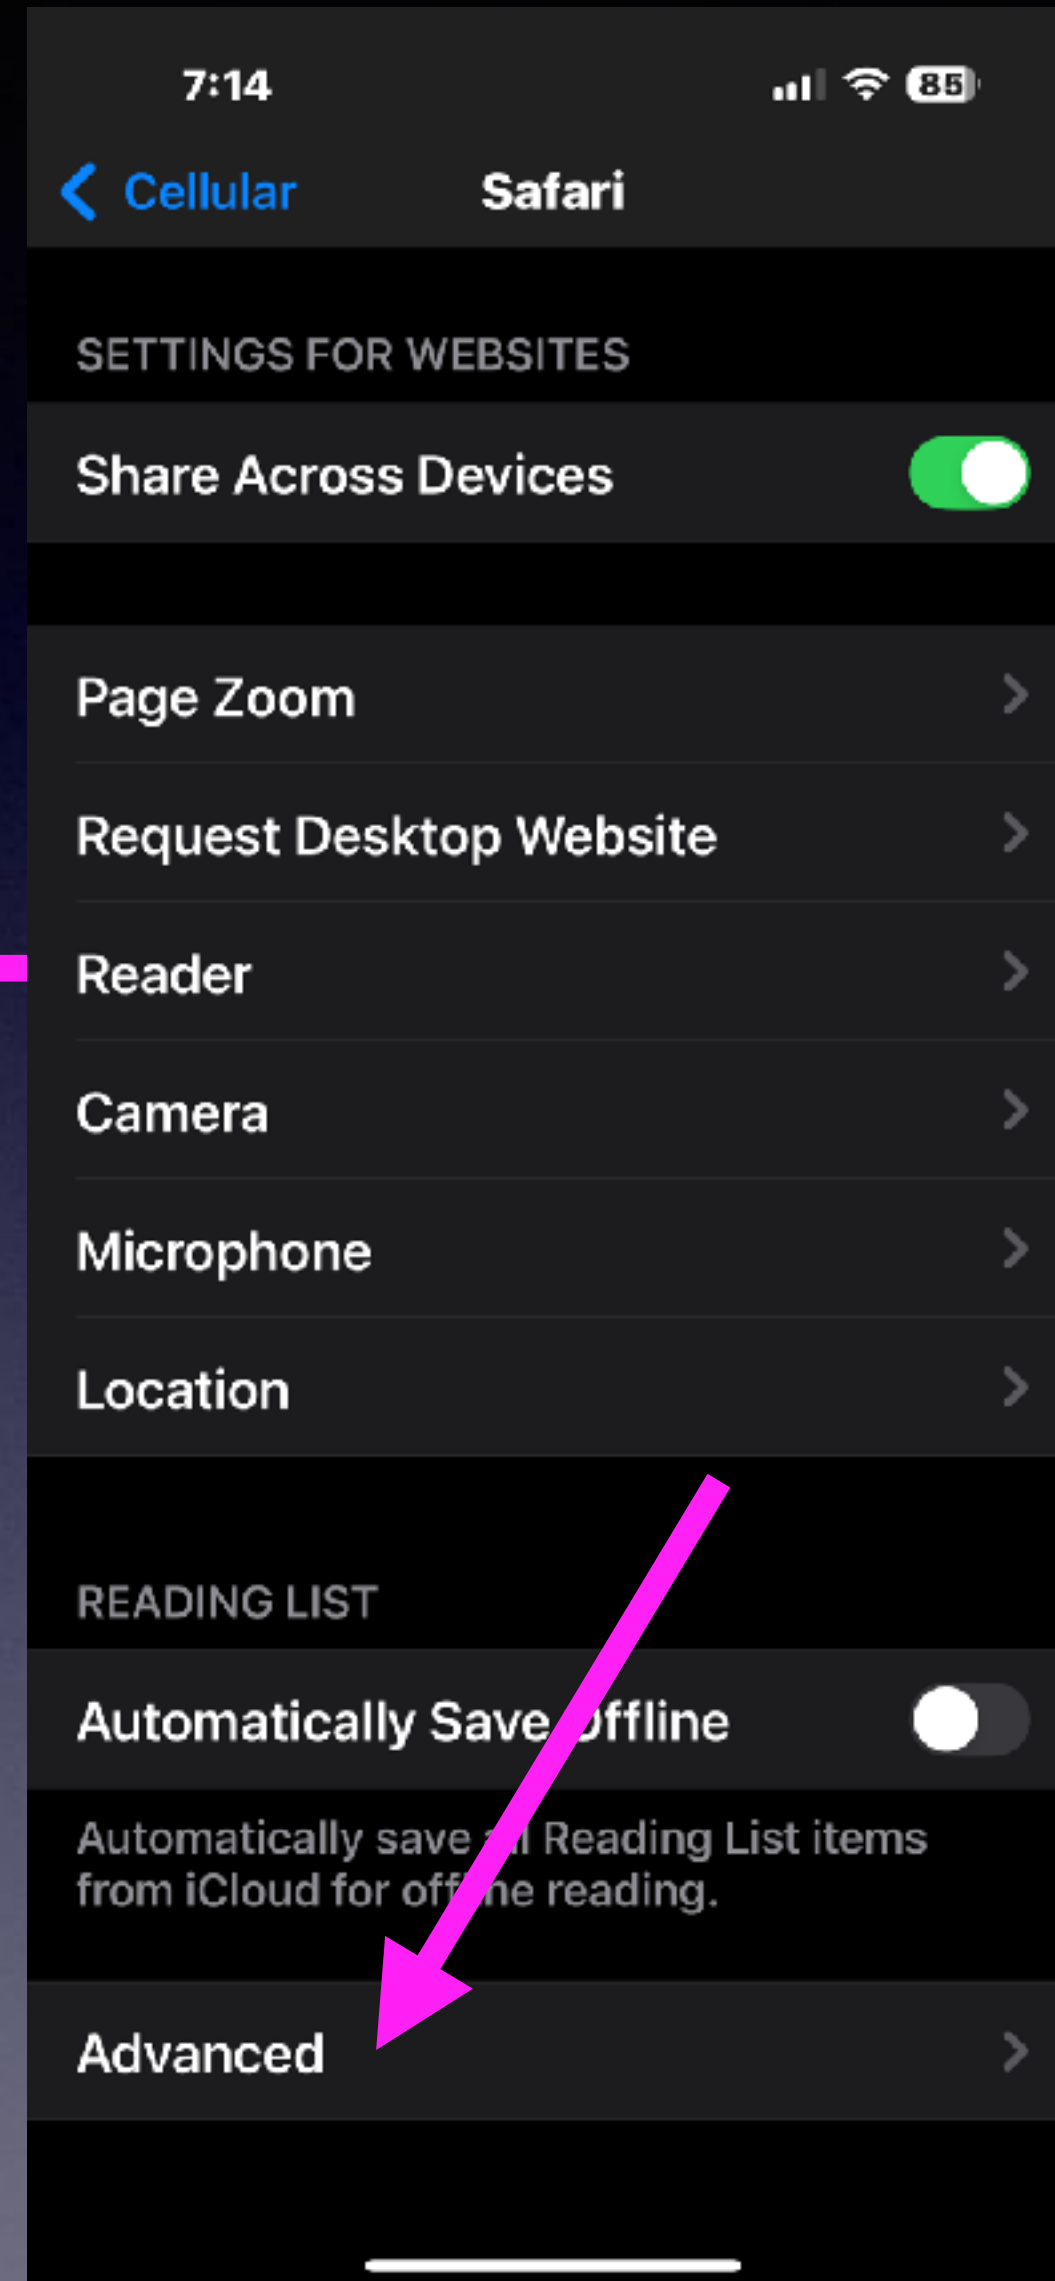 7:14 85
Cellular Safari
SETTINGS FOR WEBSITES
Share Across Devices
Page Zoom
Request Desktop Website
Reader
Camera
Microphone
Location
READING LIST
Automatically Save Offline
Automatically save all Reading List items
from iCloud for offline reading.
Advanced